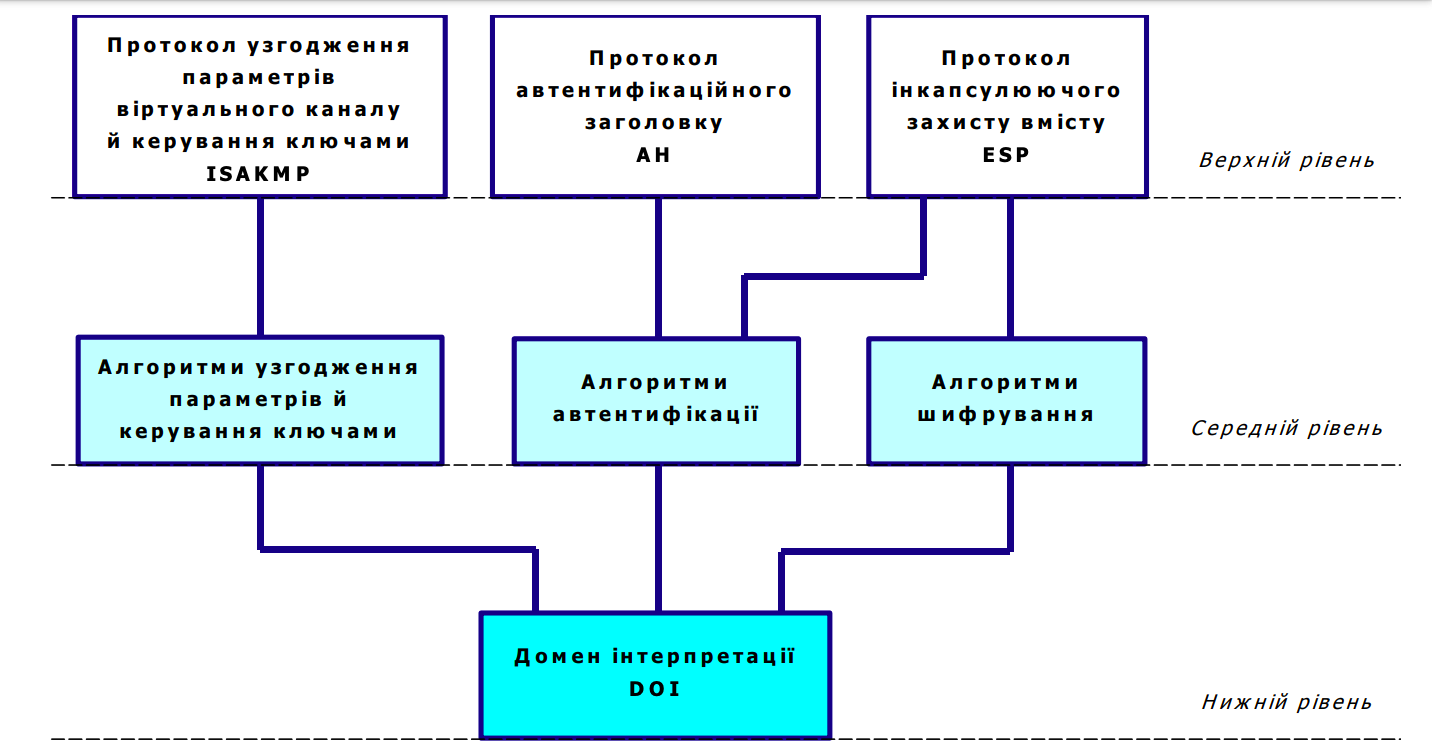 Протокол узгодження
параметрів
віртуального каналу
й керування ключами
ISAKMP
Протокол
автентифікаційного
заголовку
AH
Протокол
інкапсулюючого
захисту вмісту
ESP
Верхній рівень
Алгоритми узгодження
параметрів й
керування ключами
Алгоритми
автентифікації
Алгоритми
шифрування
Середній рівень
Домен інтерпретації
DOI
Нижній рівень